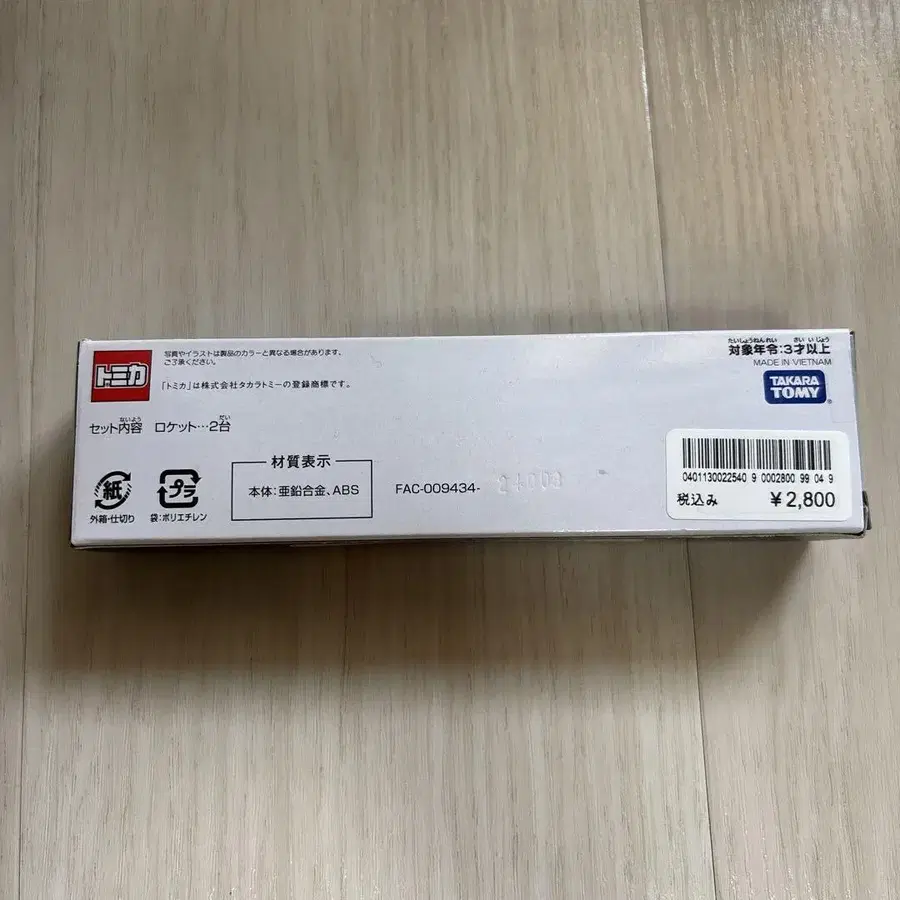 トミカ
写真やイラストは製品のカラーと異なる場合があります。
ご了承ください。
「トミカ」は株式会社タカラトミーの登録商標です。
ないよう だい
セット内容 ロケット…2台
紙
外箱・仕切り
プラ
袋:ポリエチレン
材質表示
本体:亜鉛合金、ABS
FAC-009434-
たいしょうねんれい さい いじょう
対象年令:3才以上
MADE IN VIETNAM
TAKARA
TOMY
0401130022540 9 0002800 99 04 9
税込み ¥2,800